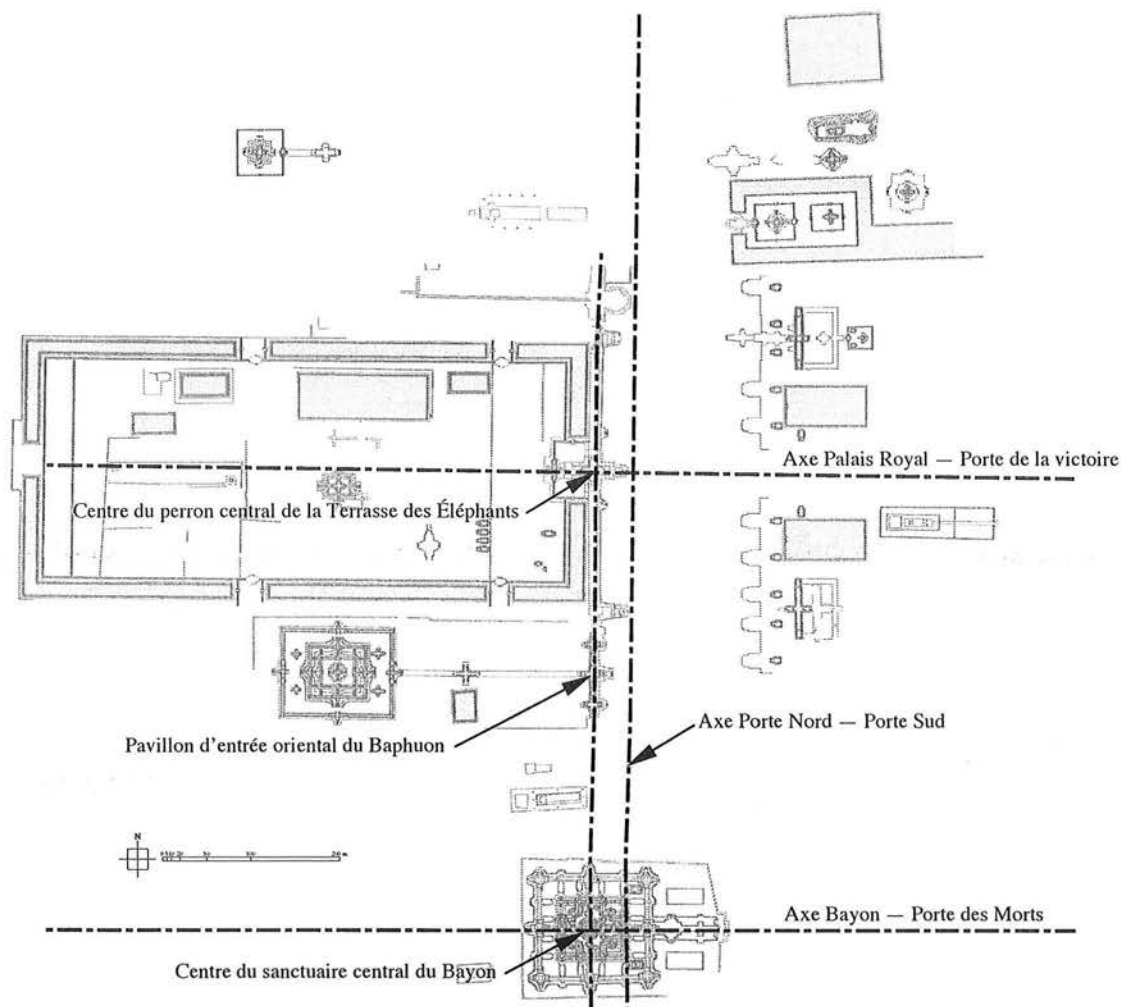 Axe Palais Royal — Porte de la victoire
Centre du perron central de la Terrasse des Éléphants
Axe Porte Nord — Porte Sud
Pavillon d'entrée oriental du Baphuon
N
Axe Bayon — Porte des Morts
Centre du sanctuaire central du Bayon